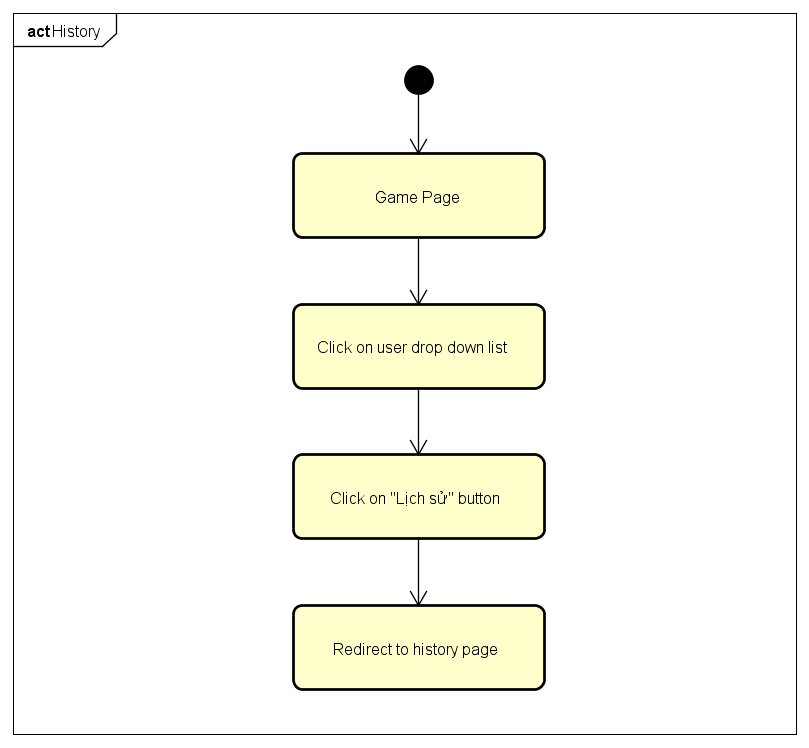 act History
Game Page
Click on user drop down list
Click on "Lịch sử" button
Redirect to history page